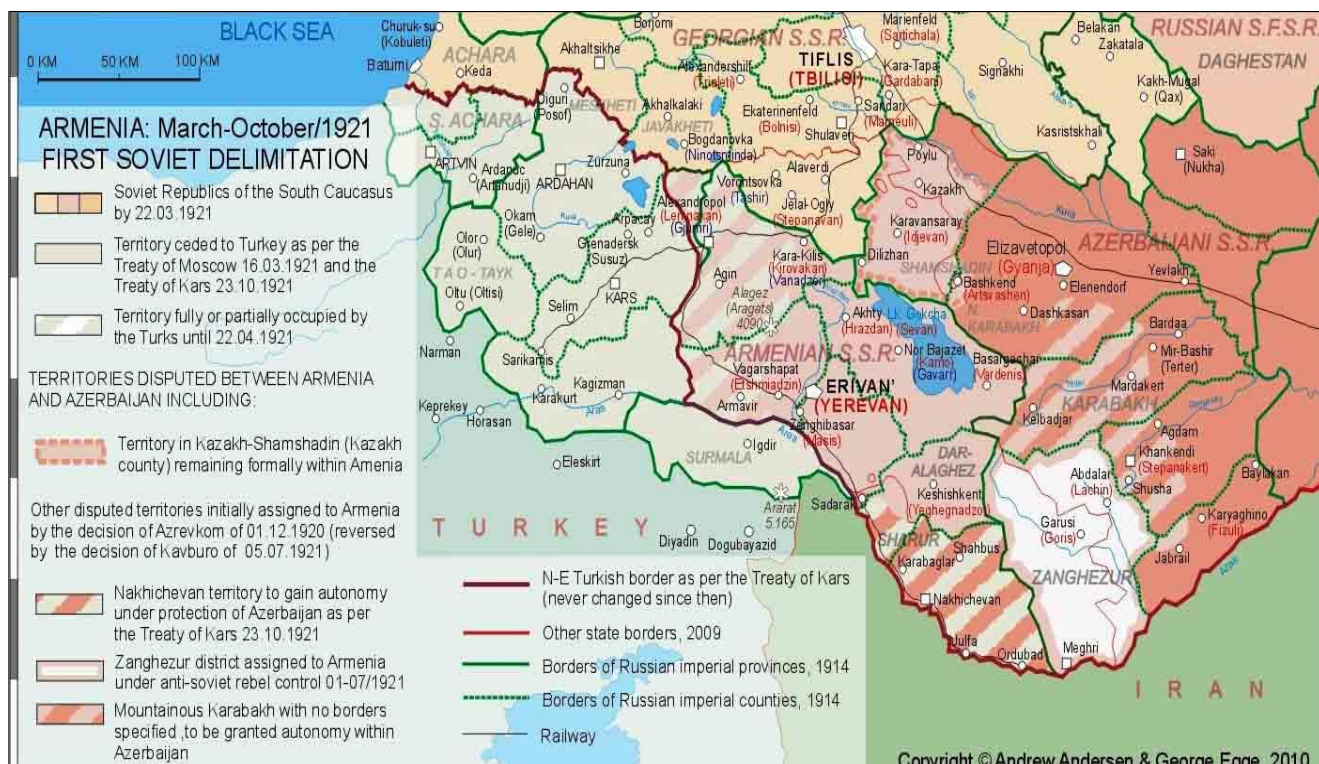 BLACK SEA
0 KM 50 KM 100 KM
ARMENIA: March-October/1921
FIRST SOVIET DELIMITATION
Soviet Republics of the South Caucasus
by 22.03.1921
Territory ceded to Turkey as per the
Treaty of Moscow 16.03.1921 and the
Treaty of Kars 23.10.1921
Territory fully or partially occupied by
the Turks until 22.04.1921
TERRITORIES DISPUTED BETWEEN ARMENIA
AND AZERBAIJAN INCLUDING:
Territory in Kazakh-Shamshadin (Kazakh
county) remaining formally within Amenia
Other disputed territories initially assigned to Armenia
by the decision of Azrevkom of 01.12.1920 (reversed
by the decision of Kavburo of 05.07.1921)
Nakhichevan territory to gain autonomy
under protection of Azerbaijan as per
the Treaty of Kars 23.10.1921
Zanghezur district assigned to Armenia
under anti-soviet rebel control 01-07/1921
Mountainous Karabakh with no borders
specified ,to be granted autonomy within
Azerbaijan
N-E Turkish border as per the Treaty of Kars
(never changed since then)
Other state borders, 2009
Borders of Russian imperial provinces, 1914
Borders of Russian imperial counties, 1914
Railway
Churuk-su
(Kobuleti)
Batumi
ACHARA
Keda
Borjomi
Akhaltsikhe
GEORGIAN S.S.R.
Alexandershilf
(Trialeti)
TIFLIS
(TBILISI)
Marienfeld
(Sartichala)
Kara-Tapa
(Gardabani)
Signakhi
Belakan
Zakatala
Kakh-Mugal
(Qax)
RUSSIAN S.F.S.R.
DAGHESTAN
Digur
(Posof)
MESKHETI
Akhalkalaki
JAVAKHETI
Ekaterinenfeld
(Bolnisi)
Sandari
(Marneuli)
Shulaveri
Kasristskhali
Saki
(Nukha)
S. ACHARA
ARTVIN
Ardanuc
(Artanudji)
ARDAHAN
Zurzuna
Bogdanovka
(Ninotsminda)
Vorontsovka
(Tashir)
Alaverdi
Jelal-Ogly
(Stepanavan)
Poylu
Kazakh
Karavansaray
(Idjevan)
Kura
Okam
(Gele)
Kura
Arpacay
Alexandropol
(Leninakan)
(Gjumri)
Olor
(Olur)
Grenadersk
(Susuz)
TAO-TAYK
Oltu (Oltisi)
Selim
KARS
Agin
Kara-Kilis
(Kirovakan)
(Vanadzor)
Dilizhan
SHAMSHADIN
Bashkend
(Artsvashen)
Elizavetopol
(Gyanja)
AZERBAIJANI S.S.R.
Yevlakh
Elenendorf
Dashkasan
N.
KARABAKH
Bardaa
Mir-Bashir
(Terter)
Alagez
(Aragats)
4090
Akhty
(Hrazdan)
Lk. Gokcha
(Sevan)
Nor Bajazet
(Kamo)
(Gavarr)
Basargechar
(Vardenis)
ARMENIAN S.S.R.
Vagarshapat
(Etshmiadzin)
Armavir
ERIVAN'
(YEREVAN)
Zenghibasar
(Masis)
Mardakert
KARABAKH
Kelbadjar
Agdam
Khankendi
(Stepanakert)
Shusha
Abdalar
(Lachin)
Baylakan
Karyaghino
(Fizuli)
Jabrail
Aras
Narman
Sarikamis
Karakurt
Kagizman
Aras
Keprekey
Horasan
Eleskirt
Igdir
SURMALA
Aras
Ararat
5.165
Sadarak
DAR-
ALAGHEZ
Keshishkent
(Yeghegnadzor)
Garusi
(Goris)
ZANGHEZUR
SHARUR
Karabaglar
Shahbus
Nakhichevan
Julfa
Ordubad
Meghri
TURKEY
Diyadin
Dogubayazid
IRAN
Copyright © Andrew Andersen & George Egge, 2010